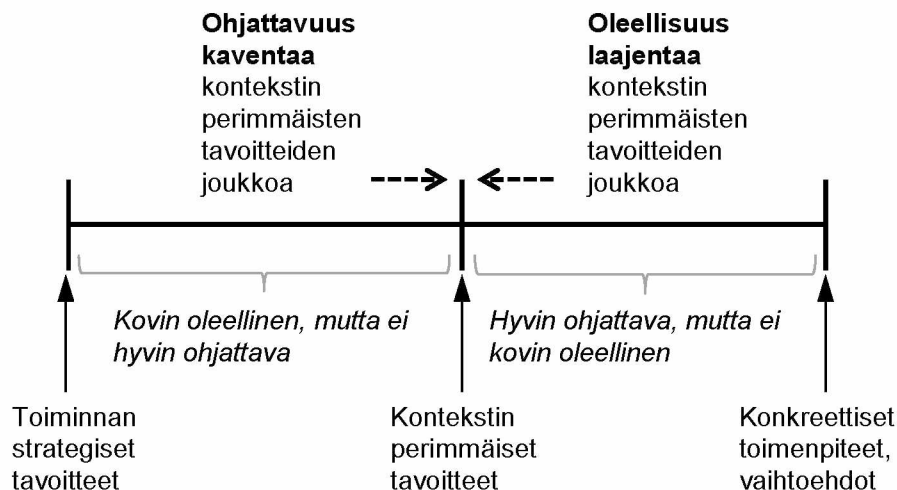 Ohjattavuus
kaventaa
kontekstin
perimmäisten
tavoitteiden
joukkoa
Oleellisuus
laajentaa
kontekstin
perimmäisten
tavoitteiden
joukkoa
Kovin oleellinen, mutta ei
hyvin ohjattava
Hyvin ohjattava, mutta ei
kovin oleellinen
Toiminnan
strategiset
tavoitteet
Kontekstin
perimmäiset
tavoitteet
Konkreettiset
toimenpiteet,
vaihtoehdot